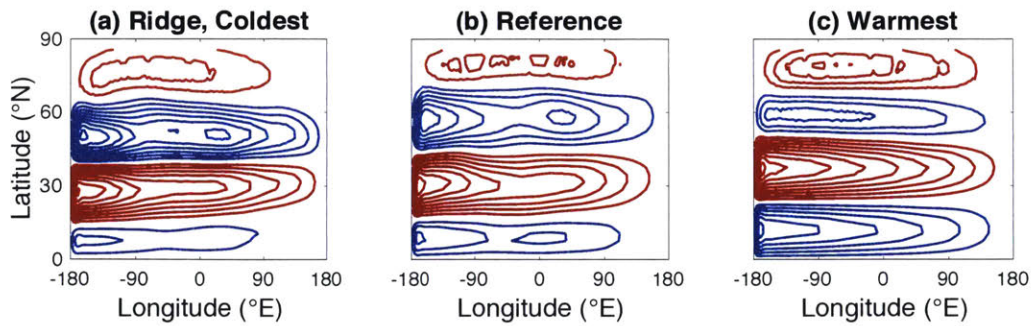 (a) Ridge, Coldest (b) Reference (c) Warmest
90
60
30
0
Latitude (°N)
-180 -90 0 90 180 -180 -90 0 90 180 -180 -90 0 90 180
Longitude (°E) Longitude (°E) Longitude (°E)